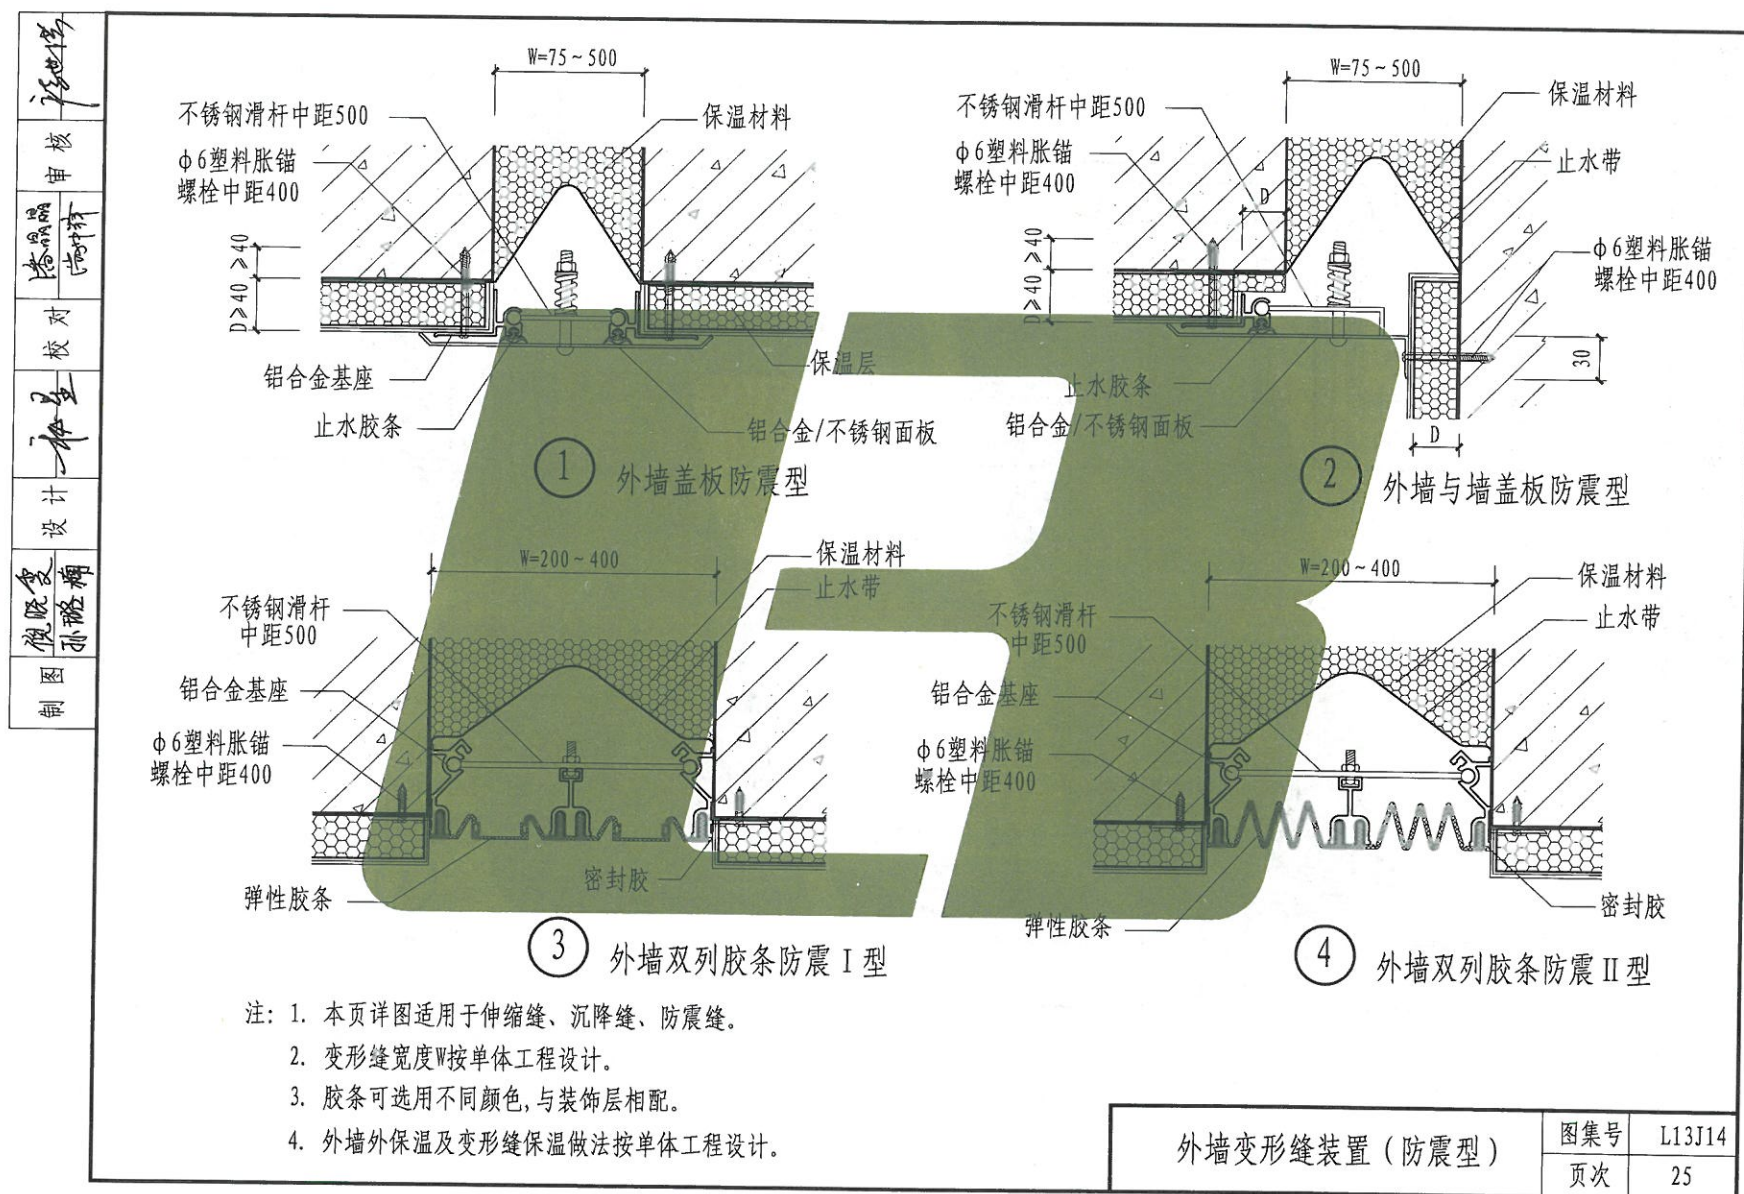 审核
校对
设计
制图
W=75~500
不锈钢滑杆中距500
保温材料
φ6塑料胀锚
螺栓中距400
≥40
D≥40
铝合金基座
保温层
止水胶条
铝合金/不锈钢面板
1 外墙盖板防震型
W=75~500
不锈钢滑杆中距500
保温材料
φ6塑料胀锚
螺栓中距400
止水带
D
≥40
D≥40
φ6塑料胀锚
螺栓中距400
30
止水胶条
铝合金/不锈钢面板
D
2 外墙与墙盖板防震型
W=200~400
保温材料
止水带
不锈钢滑杆
中距500
铝合金基座
φ6塑料胀锚
螺栓中距400
密封胶
弹性胶条
3 外墙双列胶条防震Ⅰ型
W=200~400
保温材料
止水带
不锈钢滑杆
中距500
铝合金基座
φ6塑料胀锚
螺栓中距400
密封胶
弹性胶条
4 外墙双列胶条防震Ⅱ型
注: 1. 本页详图适用于伸缩缝、沉降缝、防震缝。
2. 变形缝宽度W按单体工程设计。
3. 胶条可选用不同颜色,与装饰层相配。
4. 外墙外保温及变形缝保温做法按单体工程设计。
外墙变形缝装置(防震型)
图集号 L13J14
页次 25